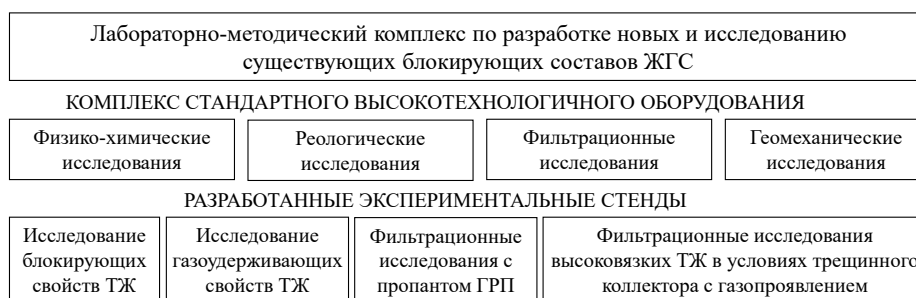 Лабораторно-методический комплекс по разработке новых и исследованию
существующих блокирующих составов ЖГС
КОМПЛЕКС СТАНДАРТНОГО ВЫСОКОТЕХНОЛОГИЧНОГО ОБОРУДОВАНИЯ
Физико-химические
исследования
Реологические
исследования
Фильтрационные
исследования
Геомеханические
исследования
РАЗРАБОТАННЫЕ ЭКСПЕРИМЕНТАЛЬНЫЕ СТЕНДЫ
Исследование
блокирующих
свойств ТЖ
Исследование
газоудерживающих
свойств ТЖ
Фильтрационные
исследования с
пропантом ГРП
Фильтрационные исследования
высоковязких ТЖ в условиях трещинного
коллектора с газопроявлением